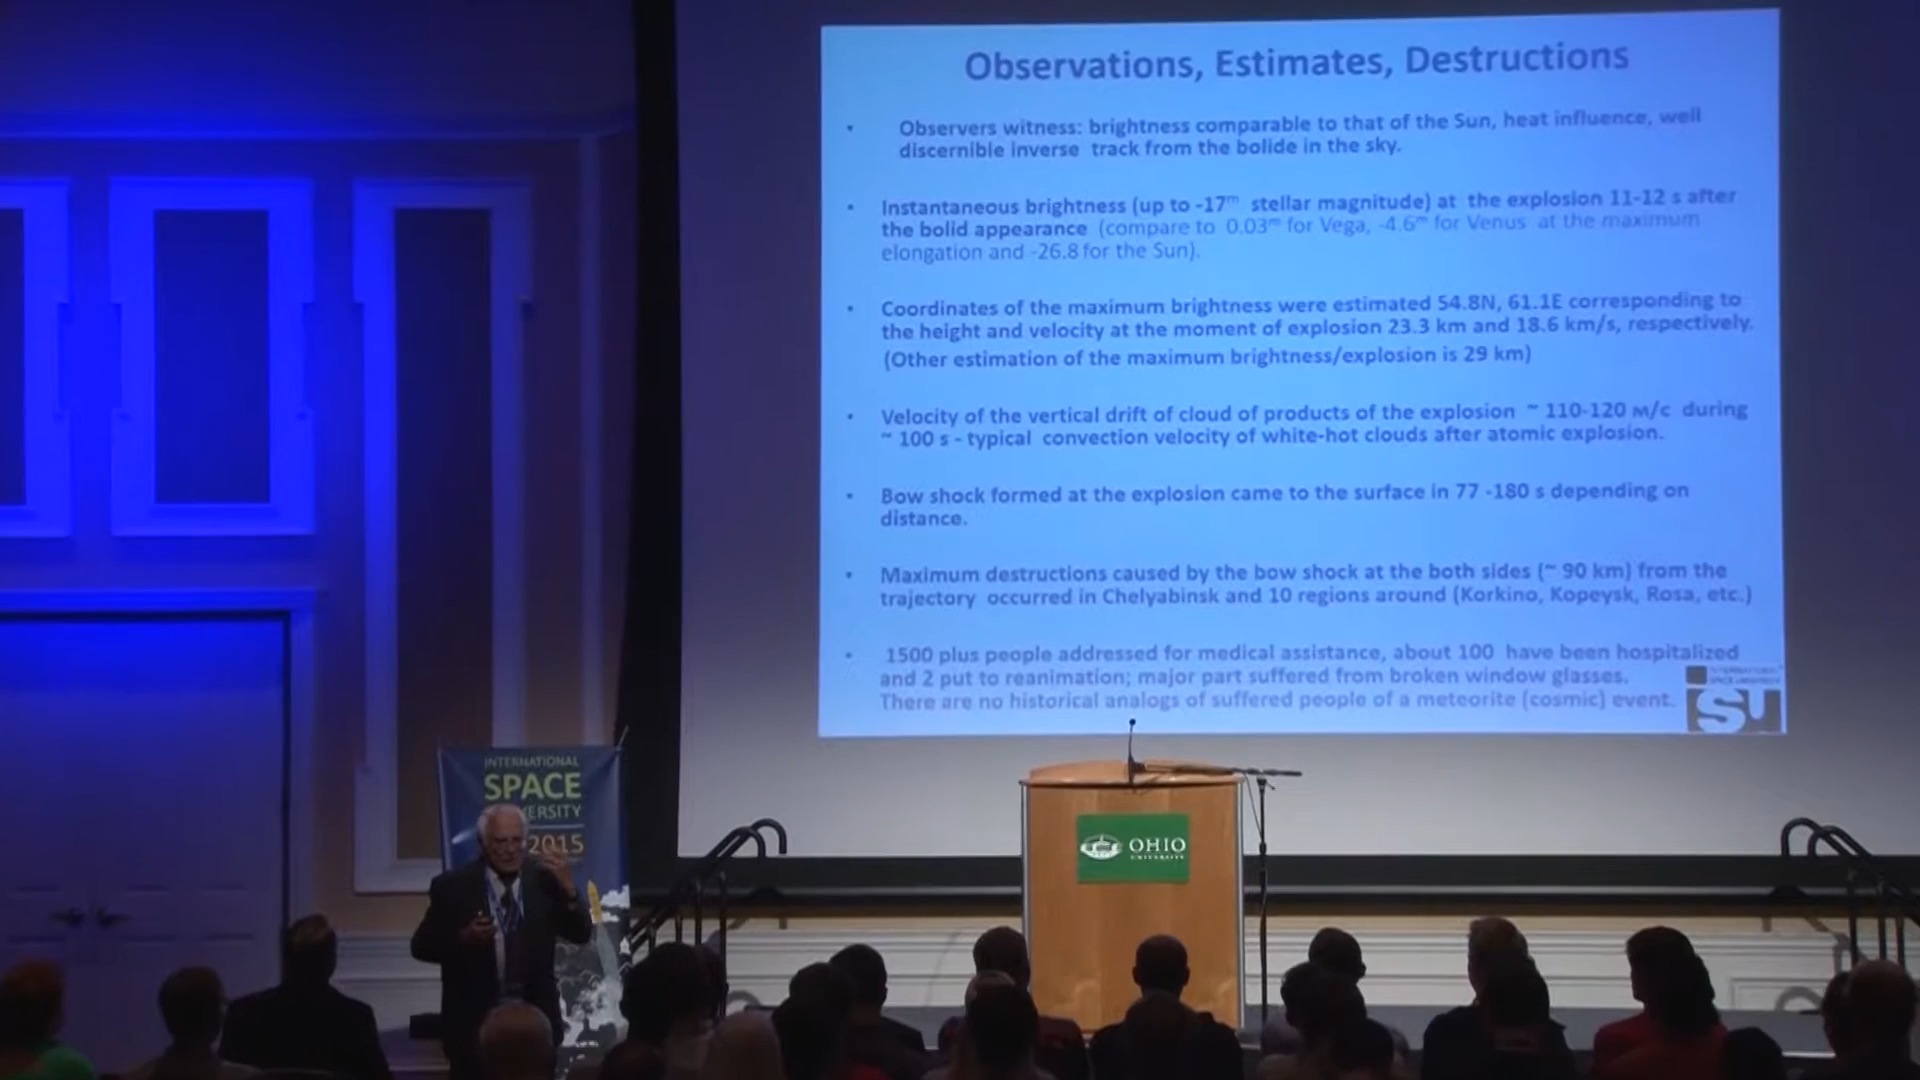 Observations, Estimates, Destructions
• Observers witness: brightness comparable to that of the Sun, heat influence, well
discernible inverse track from the bolide in the sky.
• Instantaneous brightness (up to -17ᵐ stellar magnitude) at the explosion 11-12 s after
the bolid appearance (compare to 0.03ᵐ for Vega, -4.6ᵐ for Venus at the maximum
elongation and -26.8 for the Sun).
• Coordinates of the maximum brightness were estimated 54.8N, 61.1E corresponding to
the height and velocity at the moment of explosion 23.3 km and 18.6 km/s, respectively.
(Other estimation of the maximum brightness/explosion is 29 km)
• Velocity of the vertical drift of cloud of products of the explosion ~ 110-120 м/с during
~ 100 s - typical convection velocity of white-hot clouds after atomic explosion.
• Bow shock formed at the explosion came to the surface in 77 -180 s depending on
distance.
• Maximum destructions caused by the bow shock at the both sides (~ 90 km) from the
trajectory occurred in Chelyabinsk and 10 regions around (Korkino, Kopeysk, Rosa, etc.)
• 1500 plus people addressed for medical assistance, about 100 have been hospitalized
and 2 put to reanimation; major part suffered from broken window glasses.
There are no historical analogs of suffered people of a meteorite (cosmic) event.
INTERNATIONAL
SPACE UNIVERSITY
ISU
INTERNATIONAL
SPACE
ERSITY
2015
OHIO
UNIVERSITY